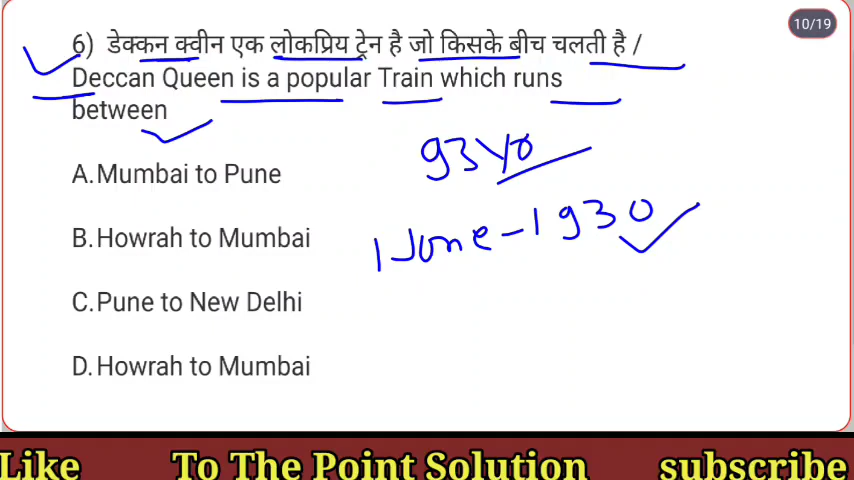 10/19
6) डेक्कन क्वीन एक लोकप्रिय ट्रेन है जो किसके बीच चलती है /
Deccan Queen is a popular Train which runs
between
93 Yo
A.Mumbai to Pune
1 June - 1930
B.Howrah to Mumbai
C.Pune to New Delhi
D.Howrah to Mumbai
Like To The Point Solution subscribe